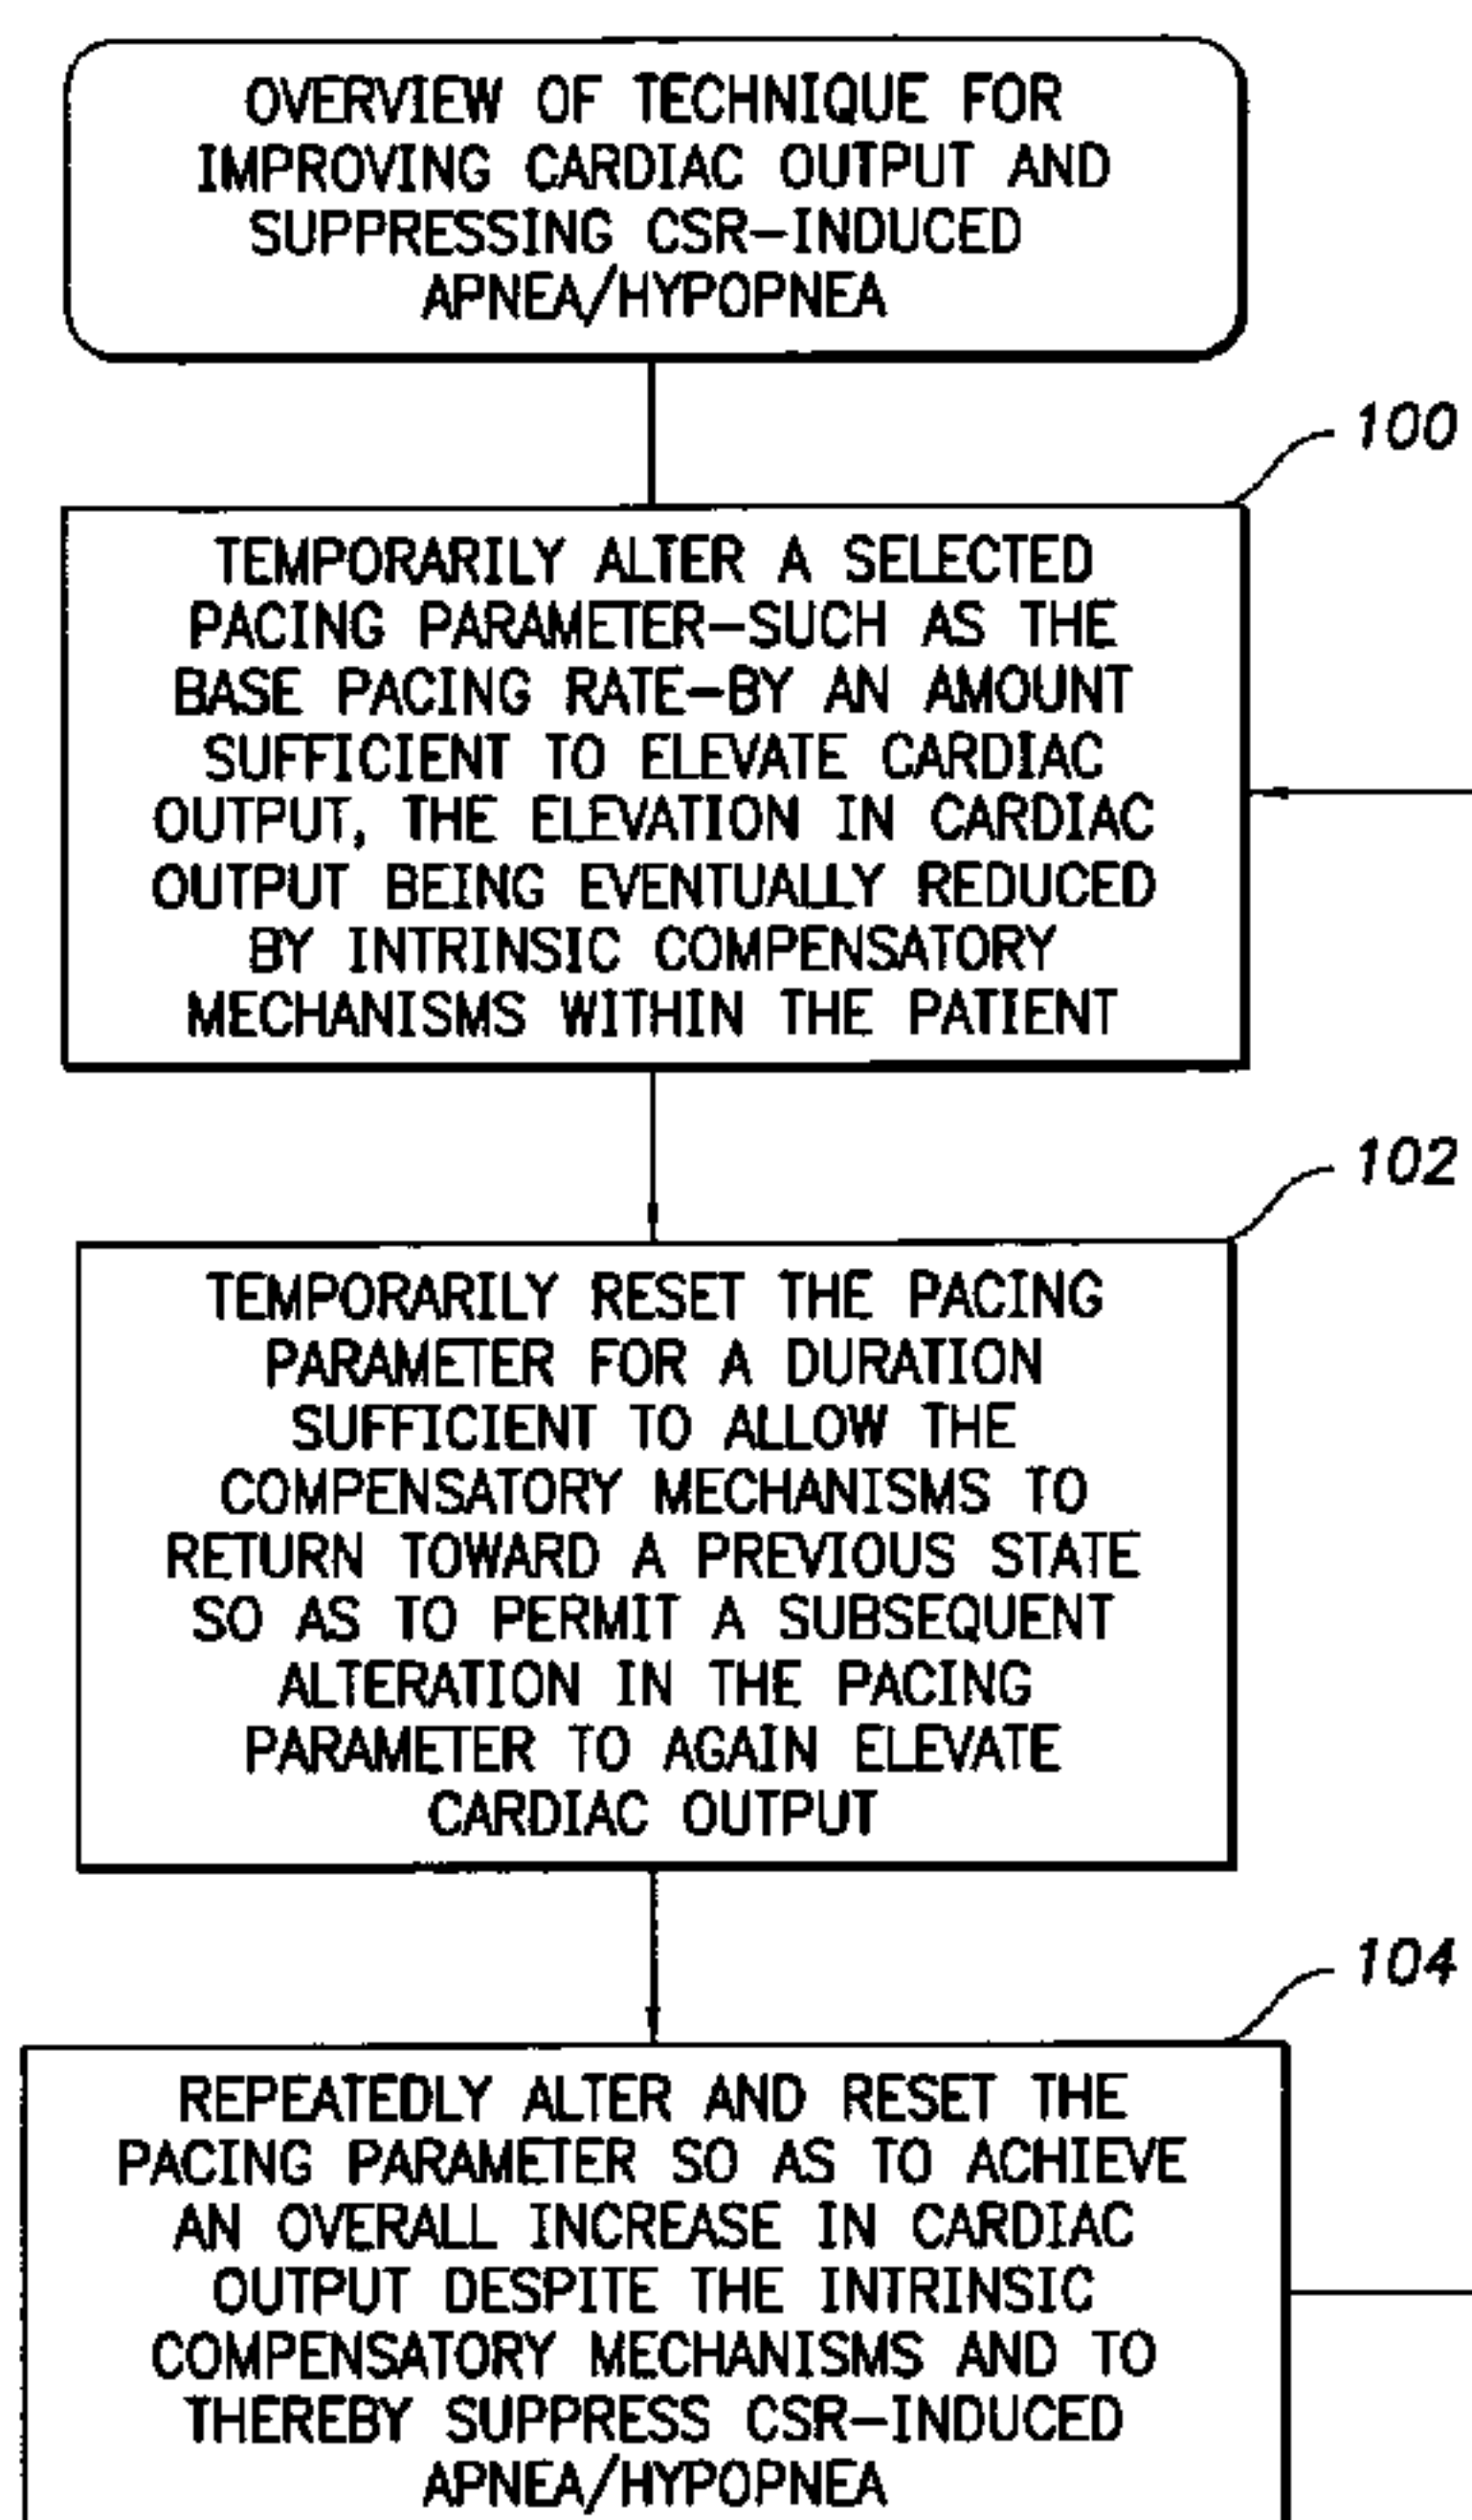 OVERVIEW OF TECHNIQUE FOR
IMPROVING CARDIAC OUTPUT AND
SUPPRESSING CSR-INDUCED
APNEA/HYPOPNEA
100
TEMPORARILY ALTER A SELECTED
PACING PARAMETER-SUCH AS THE
BASE PACING RATE-BY AN AMOUNT
SUFFICIENT TO ELEVATE CARDIAC
OUTPUT, THE ELEVATION IN CARDIAC
OUTPUT BEING EVENTUALLY REDUCED
BY INTRINSIC COMPENSATORY
MECHANISMS WITHIN THE PATIENT
102
TEMPORARILY RESET THE PACING
PARAMETER FOR A DURATION
SUFFICIENT TO ALLOW THE
COMPENSATORY MECHANISMS TO
RETURN TOWARD A PREVIOUS STATE
SO AS TO PERMIT A SUBSEQUENT
ALTERATION IN THE PACING
PARAMETER TO AGAIN ELEVATE
CARDIAC OUTPUT
104
REPEATEDLY ALTER AND RESET THE
PACING PARAMETER SO AS TO ACHIEVE
AN OVERALL INCREASE IN CARDIAC
OUTPUT DESPITE THE INTRINSIC
COMPENSATORY MECHANISMS AND TO
THEREBY SUPPRESS CSR-INDUCED
APNEA/HYPOPNEA